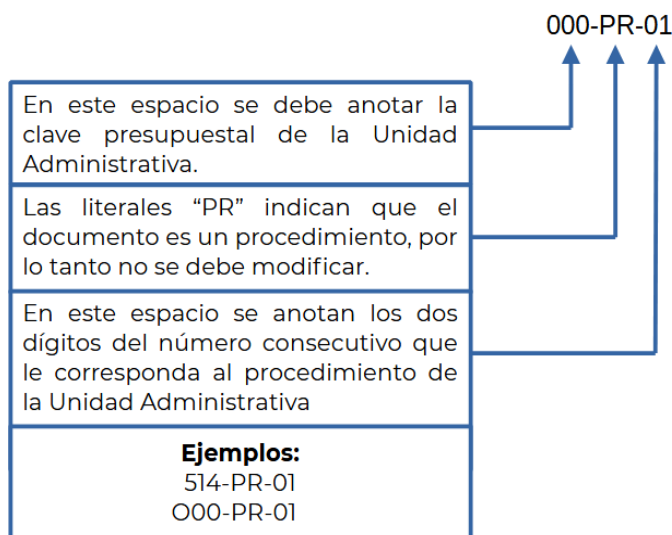 000-PR-01
En este espacio se debe anotar la
clave presupuestal de la Unidad
Administrativa.
Las literales “PR” indican que el
documento es un procedimiento, por
lo tanto no se debe modificar.
En este espacio se anotan los dos
dígitos del número consecutivo que
le corresponda al procedimiento de
la Unidad Administrativa
Ejemplos:
514-PR-01
O00-PR-01